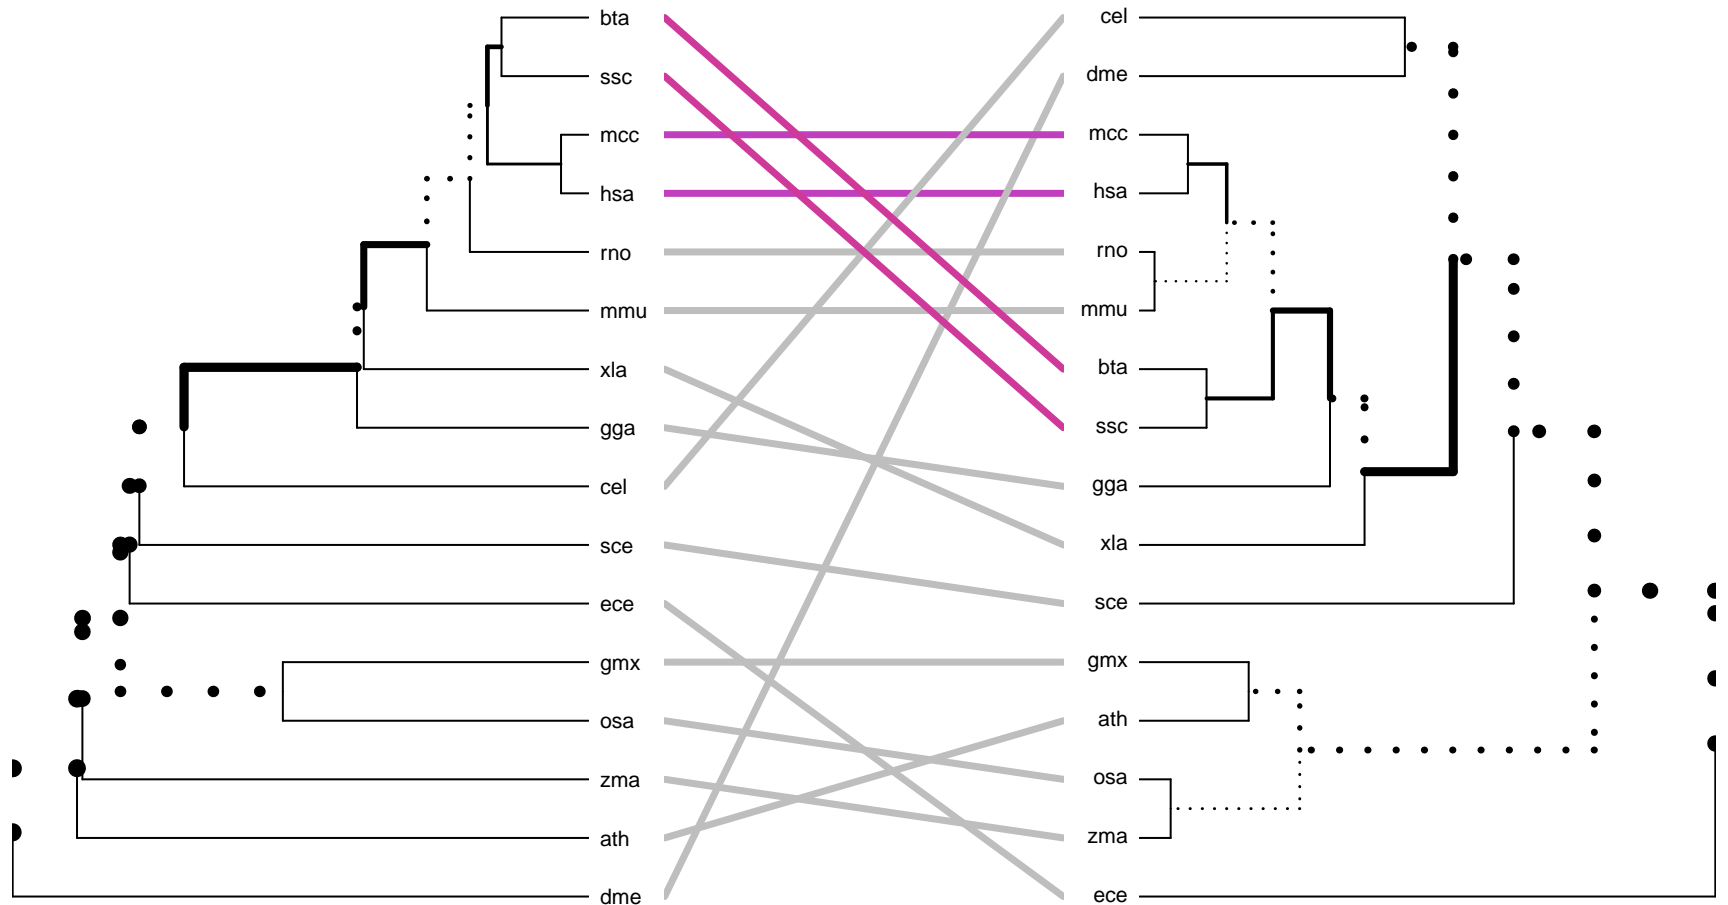 bta cel
ssc dme
mcc mcc
hsa hsa
rno rno
mmu mmu
xla bta
gga ssc
cel gga
sce xla
ece sce
gmx gmx
osa ath
zma osa
ath zma
dme ece